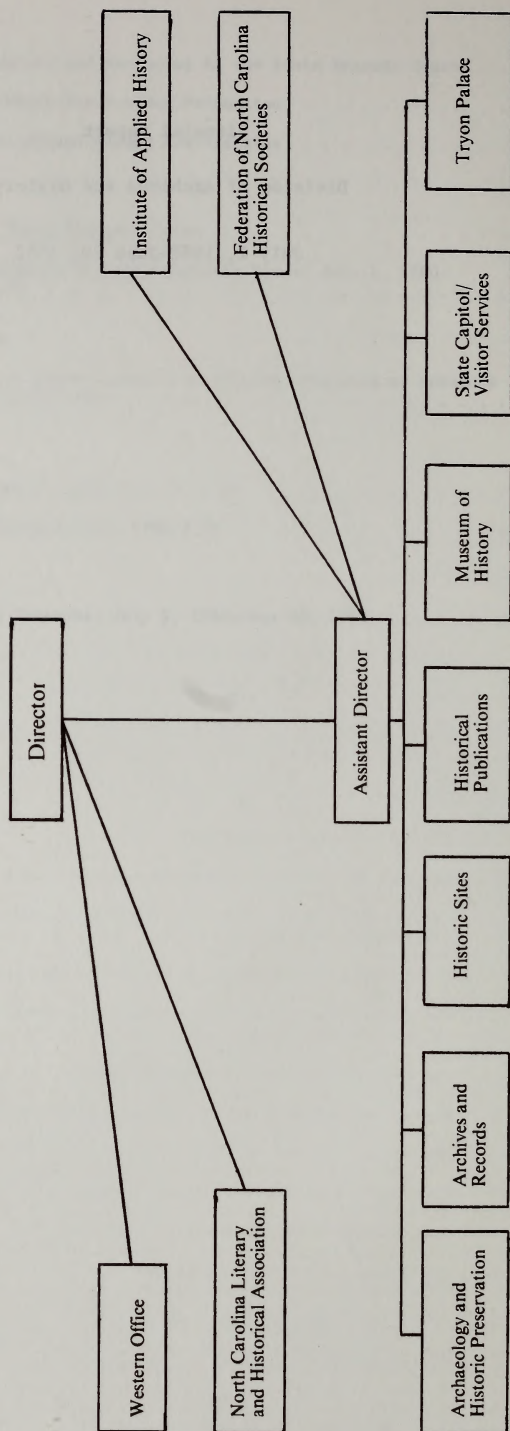 Director
Western Office
North Carolina Literary
and Historical Association
Institute of Applied History
Federation of North Carolina
Historical Societies
Assistant Director
Archaeology and
Historic Preservation
Archives and
Records
Historic Sites
Historical
Publications
Museum of
History
State Capitol/
Visitor Services
Tryon Palace